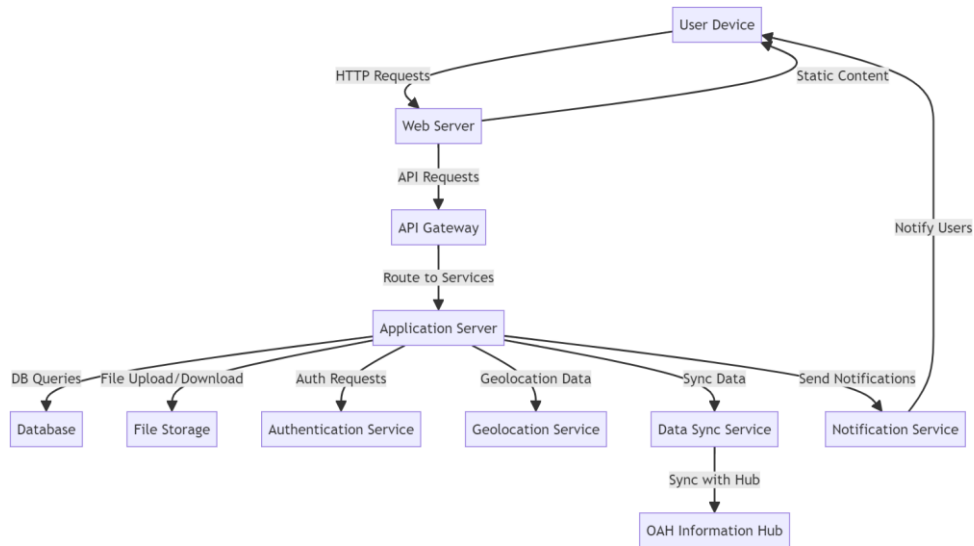 User Device
HTTP Requests
Static Content
Web Server
API Requests
API Gateway
Notify Users
Route to Services
Application Server
DB Queries
File Upload/Download
Auth Requests
Geolocation Data
Sync Data
Send Notifications
Database
File Storage
Authentication Service
Geolocation Service
Data Sync Service
Notification Service
Sync with Hub
OAH Information Hub